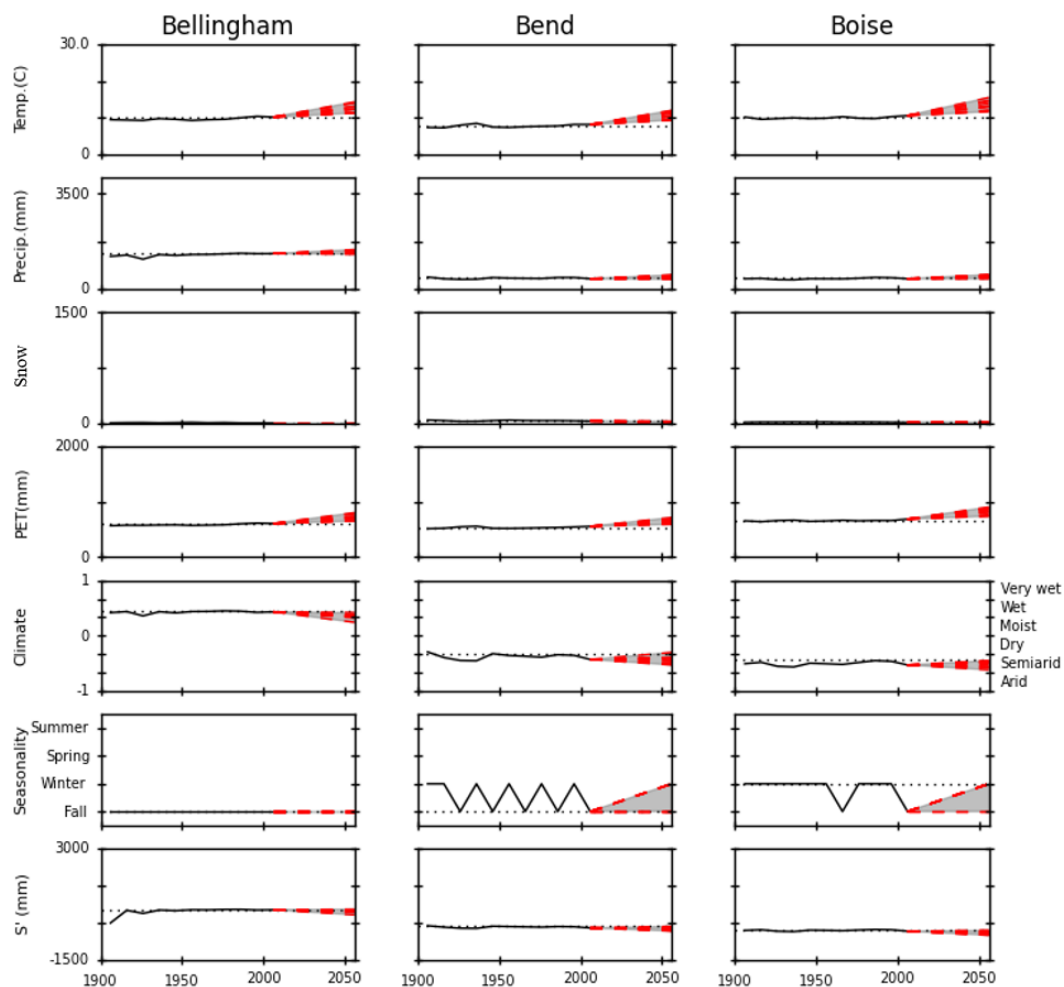 Bellingham Bend Boise
30.0
Temp.(C)
0
3500
Precip.(mm)
0
1500
Snow
0
2000
PET(mm)
0
1
Climate
0
-1
Very wet
Wet
Moist
Dry
Semiarid
Arid
Seasonality
Summer
Spring
Winter
Fall
3000
S' (mm)
-1500
1900 1950 2000 2050 1900 1950 2000 2050 1900 1950 2000 2050